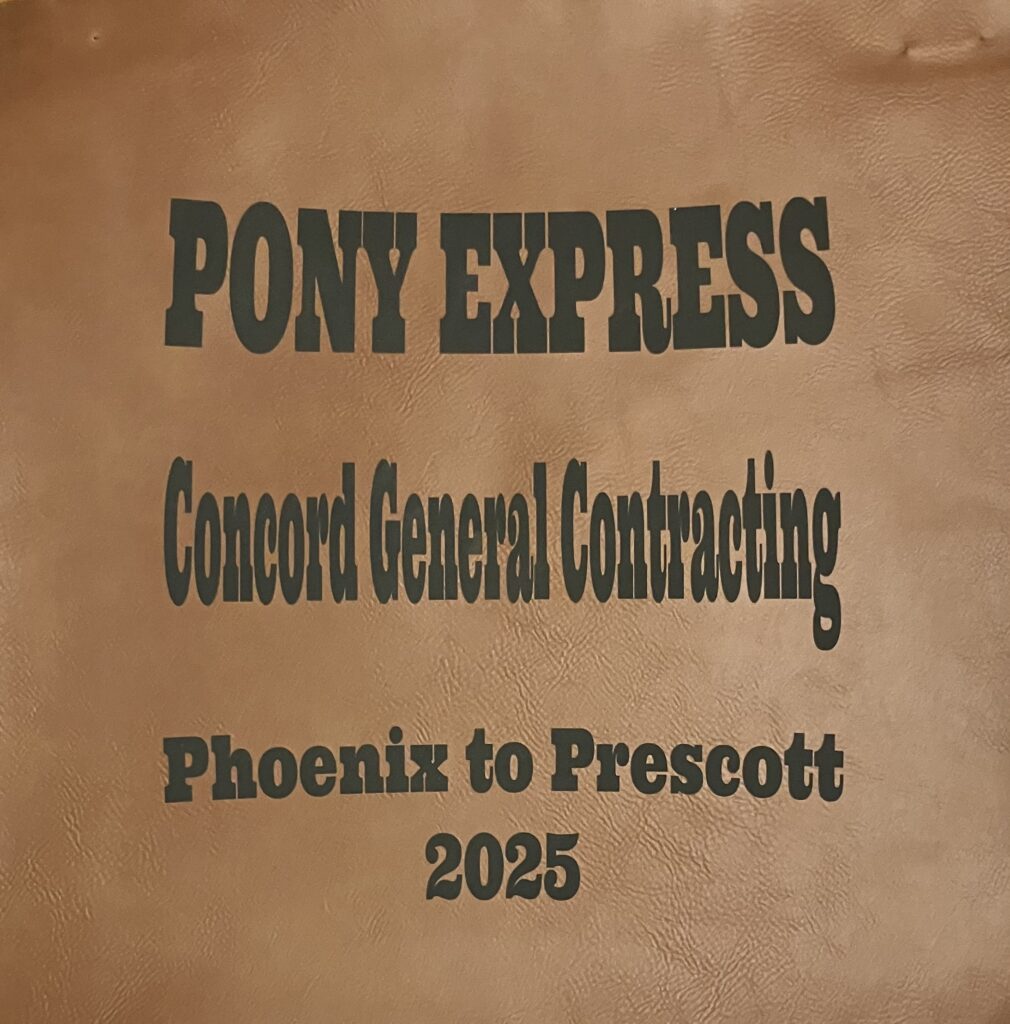 PONY EXPRESS
Concord General Contracting
Phoenix to Prescott
2025